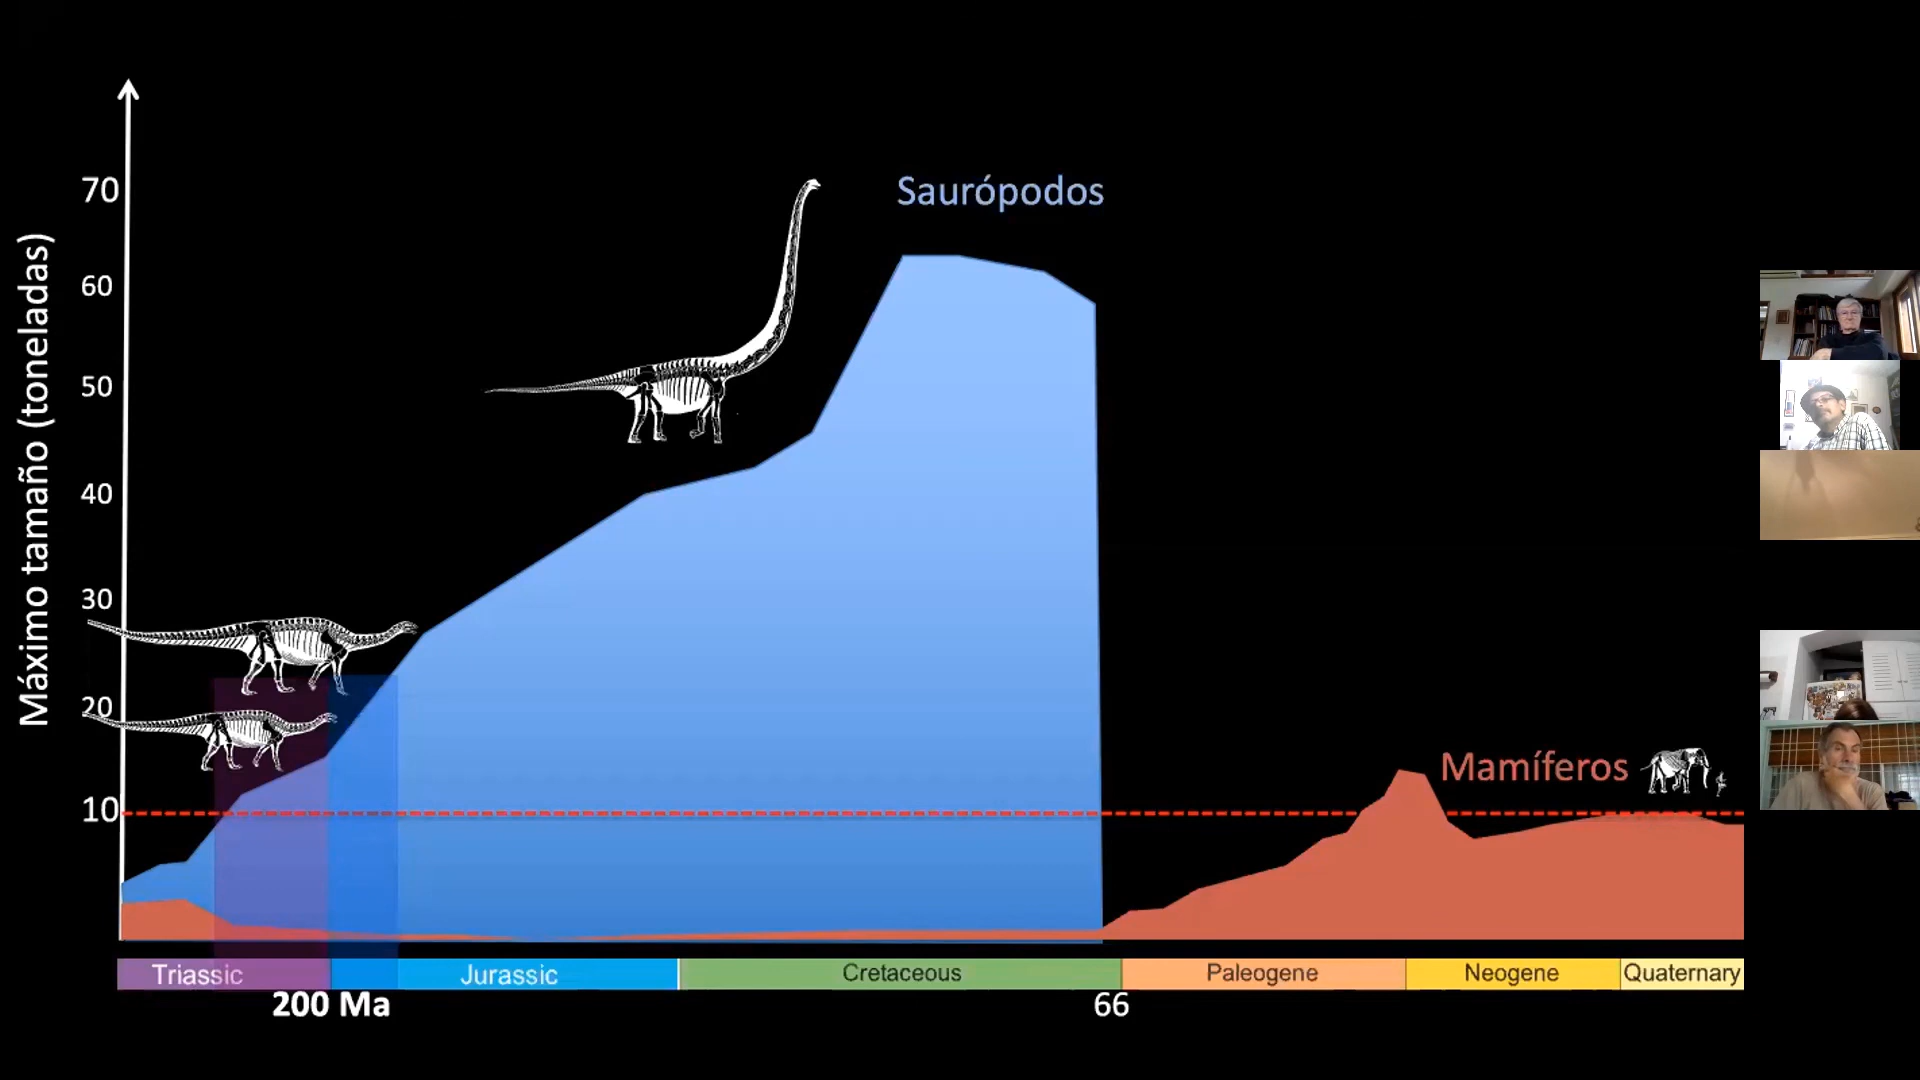 Saurópodos
Máximo tamaño (toneladas)
70
60
50
40
30
20
10
Mamíferos
Triassic
Jurassic
Cretaceous
Paleogene
Neogene
Quaternary
200 Ma
66